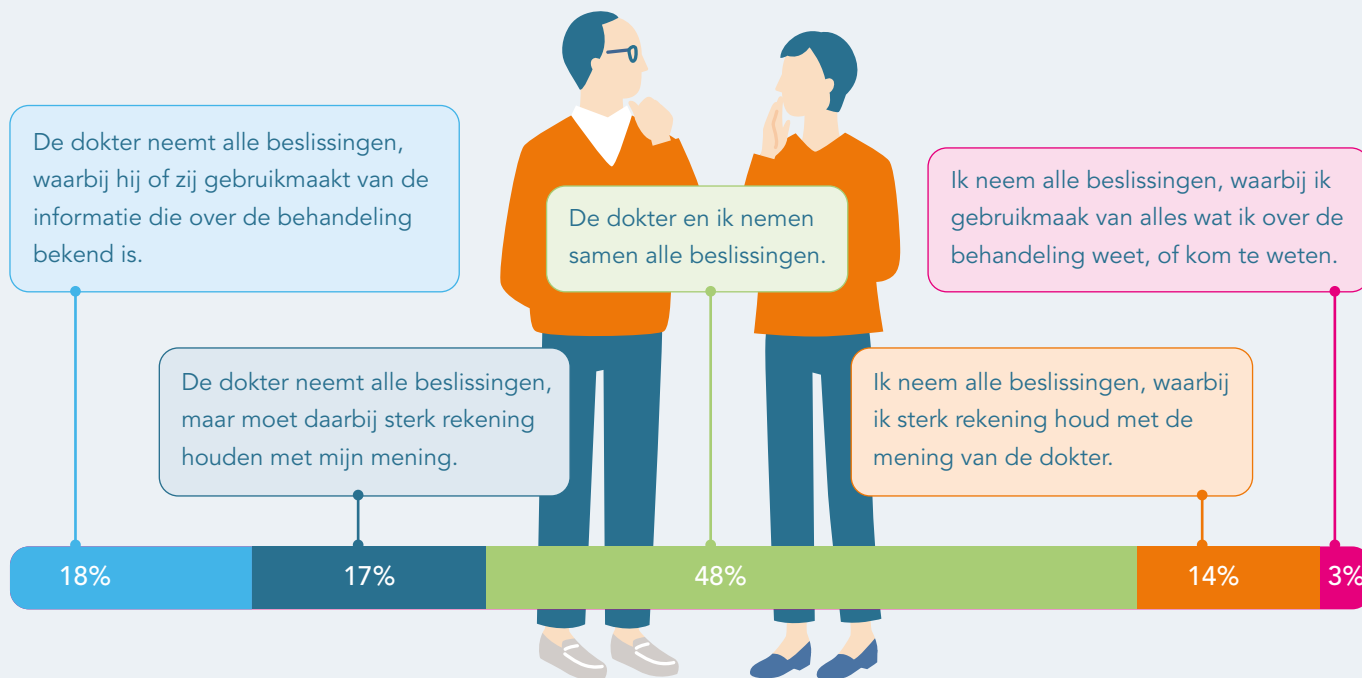 De dokter neemt alle beslissingen,
waarbij hij of zij gebruikmaakt van de
informatie die over de behandeling
bekend is.
De dokter en ik nemen
samen alle beslissingen.
Ik neem alle beslissingen, waarbij ik
gebruikmaak van alles wat ik over de
behandeling weet, of kom te weten.
De dokter neemt alle beslissingen,
maar moet daarbij sterk rekening
houden met mijn mening.
Ik neem alle beslissingen, waarbij
ik sterk rekening houd met de
mening van de dokter.
18%
17%
48%
14%
3%